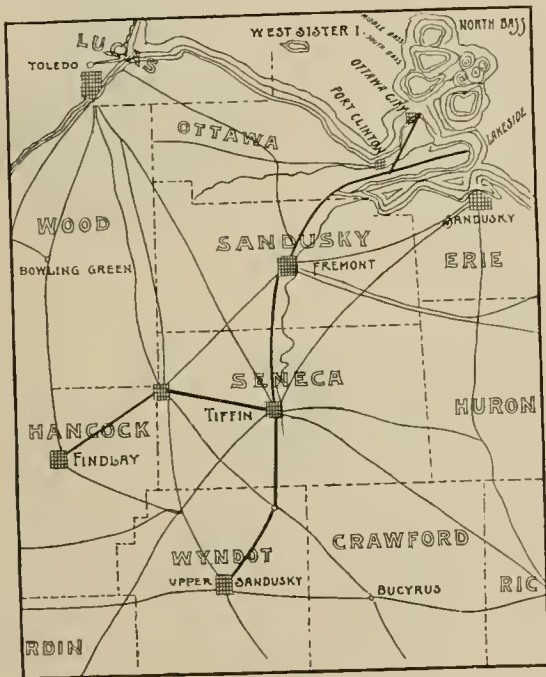 LUCAS
WEST SISTER I.
MIDDLE BASS
SOUTH BASS
NORTH BASS
TOLEDO
OTTAWA CITY
PORT CLINTON
LAKESIDE
OTTAWA
WOOD
SANDUSKY
SANDUSKY
BOWLING GREEN
FREMONT
ERIE
SENECA
HANCOCK
TIFFIN
HURON
FINDLAY
WYNDOT
CRAWFORD
UPPER SANDUSKY
BUCYRUS
RIC
RDIN